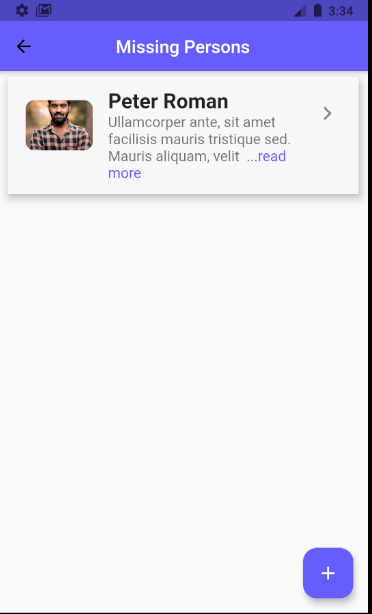 3:34
Missing Persons
Peter Roman
Ullamcorper ante, sit amet
facilisis mauris tristique sed.
Mauris aliquam, velit ...read
more